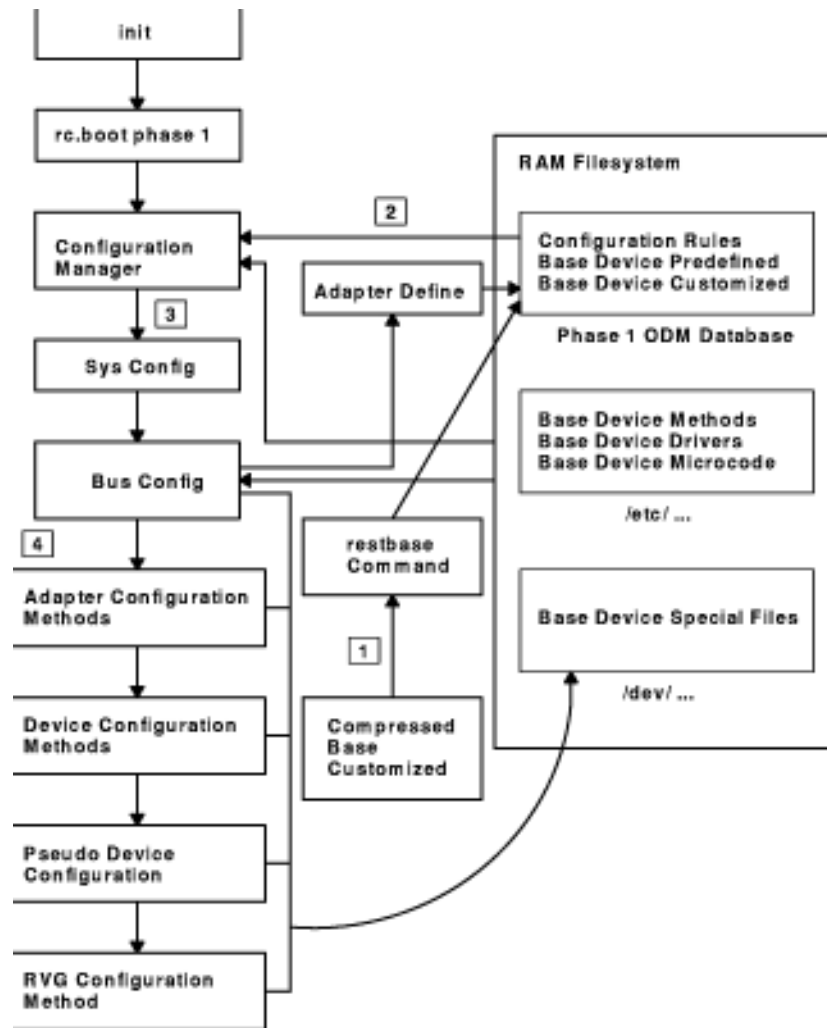 init
rc.boot phase 1
RAM Filesystem
2
Configuration
Manager
Configuration Rules
Base Device Predefined
Base Device Customized
Adapter Define
3
Phase 1 ODM Database
Sys Config
Base Device Methods
Base Device Drivers
Base Device Microcode
Bus Config
/etc/ ...
4
restbase
Command
Adapter Configuration
Methods
Base Device Special Files
1
/dev/ ...
Device Configuration
Methods
Compressed
Base
Customized
Pseudo Device
Configuration
RVG Configuration
Method